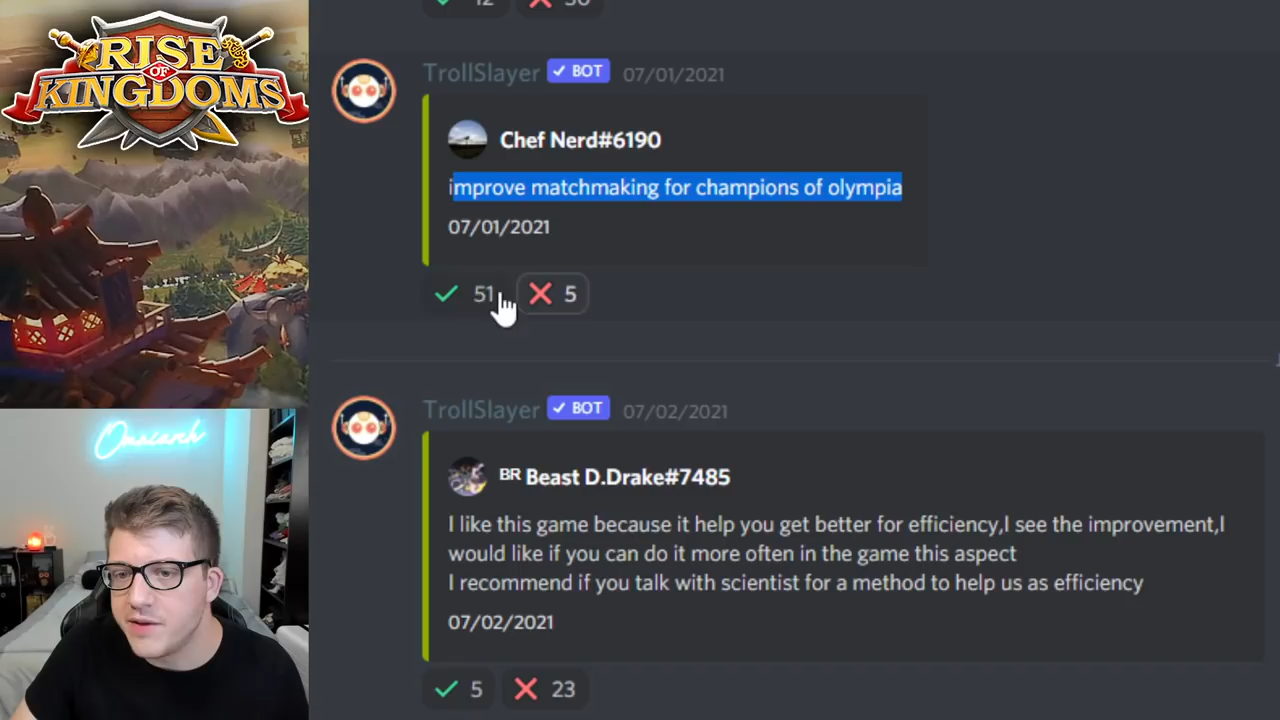 RISE
OF
KINGDOMS
12 30
TrollSlayer BOT 07/01/2021
Chef Nerd#6190
improve matchmaking for champions of olympia
07/01/2021
51 5
TrollSlayer BOT 07/02/2021
BR Beast D.Drake#7485
I like this game because it help you get better for efficiency,I see the improvement,I
would like if you can do it more often in the game this aspect
I recommend if you talk with scientist for a method to help us as efficiency
07/02/2021
5 23
Omniarch